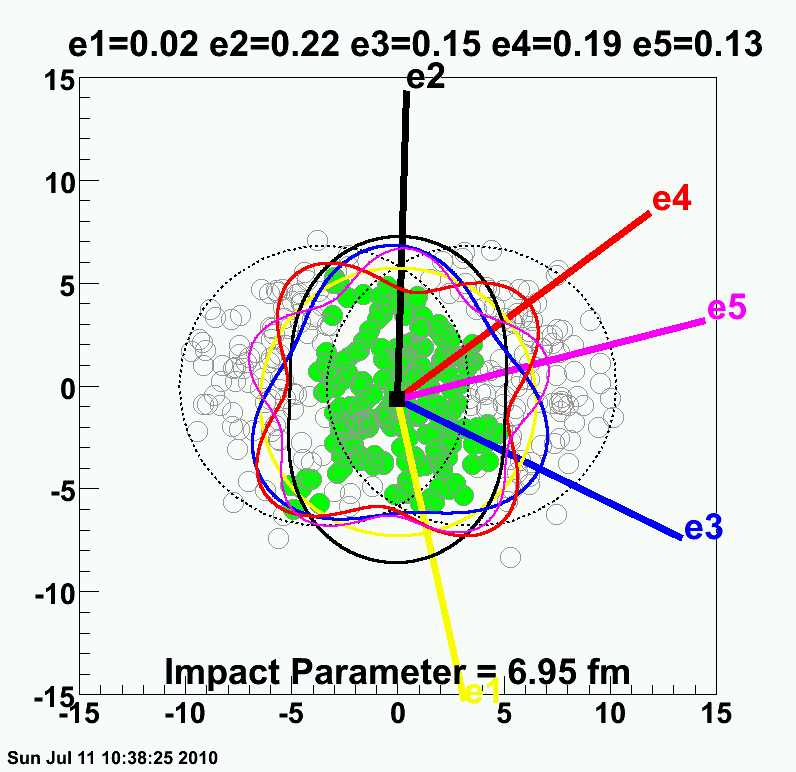 e1=0.02 e2=0.22 e3=0.15 e4=0.19 e5=0.13
15
e2
10
e4
5
e5
0
-5
e3
-10
Impact Parameter = 6.95 fm
e1
-15
-15 -10 -5 0 5 10 15
Sun Jul 11 10:38:25 2010